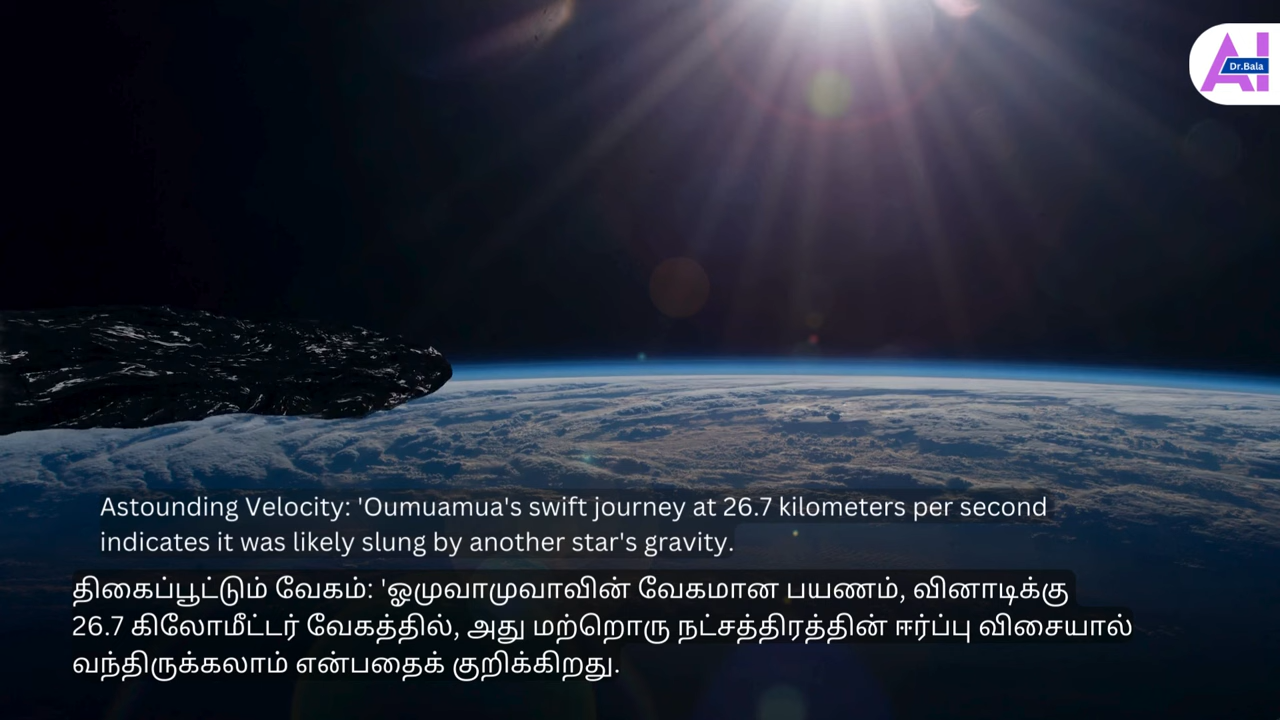 AI
Dr.Bala
Astounding Velocity: 'Oumuamua's swift journey at 26.7 kilometers per second
indicates it was likely slung by another star's gravity.
திகைப்பூட்டும் வேகம்: 'ஓமுவாமுவாவின் வேகமான பயணம், வினாடிக்கு
26.7 கிலோமீட்டர் வேகத்தில், அது மற்றொரு நட்சத்திரத்தின் ஈர்ப்பு விசையால்
வந்திருக்கலாம் என்பதைக் குறிக்கிறது.